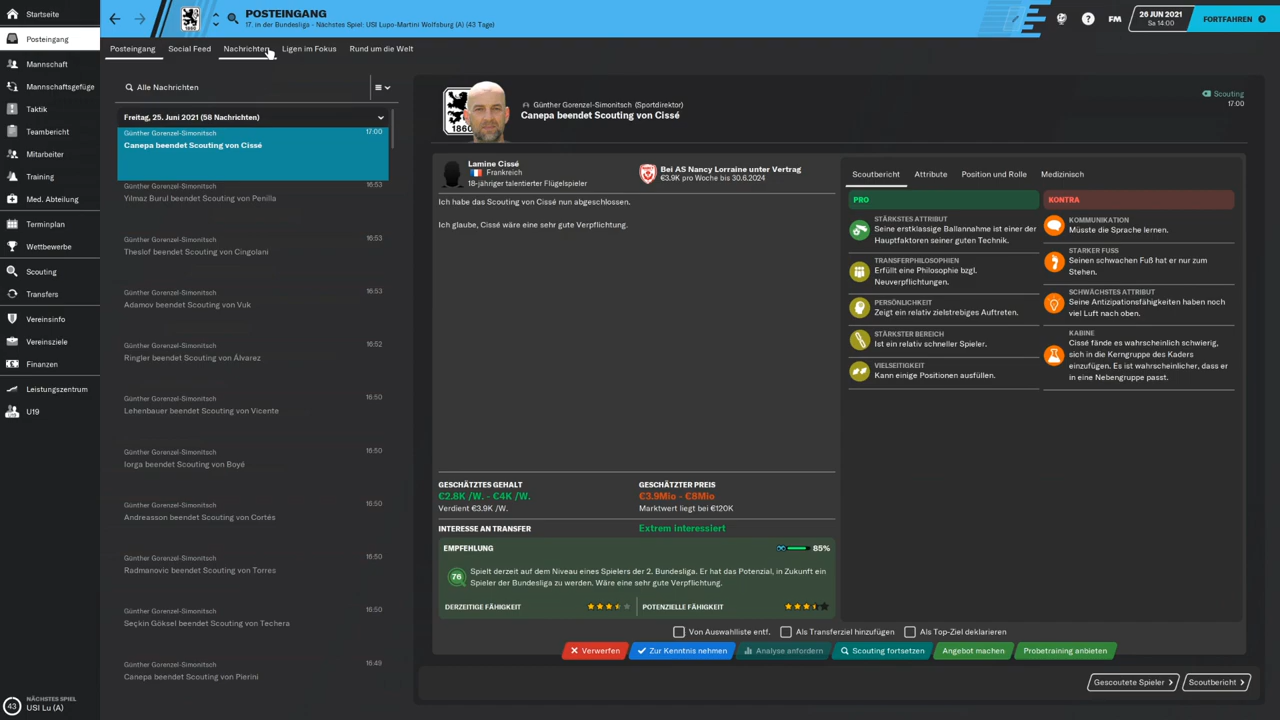 Startseite
Posteingang
Mannschaft
Mannschaftsgefüge
Taktik
Teambericht
Mitarbeiter
Training
Med. Abteilung
Terminplan
Wettbewerbe
Scouting
Transfers
Vereinsinfo
Vereinsziele
Finanzen
Leistungszentrum
U19
43
NÄCHSTES SPIEL
USI Lu (A)
POSTEINGANG
17. in der Bundesliga - Nächstes Spiel: USI Lupo-Martini Wolfsburg (A) (43 Tage)
FM
26 JUN 2021
Sa 14:00
FORTFAHREN
Posteingang
Social Feed
Nachrichten
Ligen im Fokus
Rund um die Welt
Alle Nachrichten
Freitag, 25. Juni 2021 (58 Nachrichten)
Günther Gorenzel-Simonitsch 17:00
Canepa beendet Scouting von Cissé
Günther Gorenzel-Simonitsch 16:53
Yilmaz Burul beendet Scouting von Penilla
Günther Gorenzel-Simonitsch 16:53
Theslof beendet Scouting von Cingolani
Günther Gorenzel-Simonitsch 16:53
Adamov beendet Scouting von Vuk
Günther Gorenzel-Simonitsch 16:52
Ringler beendet Scouting von Álvarez
Günther Gorenzel-Simonitsch 16:50
Lehenbauer beendet Scouting von Vicente
Günther Gorenzel-Simonitsch 16:50
Iorga beendet Scouting von Boyé
Günther Gorenzel-Simonitsch 16:50
Andreasson beendet Scouting von Cortés
Günther Gorenzel-Simonitsch 16:50
Radmanovic beendet Scouting von Torres
Günther Gorenzel-Simonitsch 16:50
Seçkin Göksel beendet Scouting von Techera
Günther Gorenzel-Simonitsch 16:49
Canepa beendet Scouting von Pierini
1860
Günther Gorenzel-Simonitsch (Sportdirektor)
Canepa beendet Scouting von Cissé
Scouting
17:00
Lamine Cissé
Frankreich
18-jähriger talentierter Flügelspieler
Bei AS Nancy Lorraine unter Vertrag
€3.9K pro Woche bis 30.6.2024
Ich habe das Scouting von Cissé nun abgeschlossen.
Ich glaube, Cissé wäre eine sehr gute Verpflichtung.
GESCHÄTZTES GEHALT
€2.8K /W. - €4K /W.
Verdient €3.9K /W.
GESCHÄTZTER PREIS
€3.9Mio - €8Mio
Marktwert liegt bei €120K
INTERESSE AN TRANSFER
Extrem interessiert
EMPFEHLUNG
85%
76
Spielt derzeit auf dem Niveau eines Spielers der 2. Bundesliga. Er hat das Potenzial, in Zukunft ein
Spieler der Bundesliga zu werden. Wäre eine sehr gute Verpflichtung.
DERZEITIGE FÄHIGKEIT
POTENZIELLE FÄHIGKEIT
Scoutbericht
Attribute
Position und Rolle
Medizinisch
PRO
STÄRKSTES ATTRIBUT
Seine erstklassige Ballannahme ist einer der
Hauptfaktoren seiner guten Technik.
TRANSFERPHILOSOPHIEN
Erfüllt eine Philosophie bzgl.
Neuverpflichtungen.
PERSÖNLICHKEIT
Zeigt ein relativ zielstrebiges Auftreten.
STÄRKSTER BEREICH
Ist ein relativ schneller Spieler.
VIELSEITIGKEIT
Kann einige Positionen ausfüllen.
KONTRA
KOMMUNIKATION
Müsste die Sprache lernen.
STARKER FUSS
Seinen schwachen Fuß hat er nur zum
Stehen.
SCHWÄCHSTES ATTRIBUT
Seine Antizipationsfähigkeiten haben noch
viel Luft nach oben.
KABINE
Cissé fände es wahrscheinlich schwierig,
sich in die Kerngruppe des Kaders
einzufügen. Es ist wahrscheinlicher, dass er
in eine Nebengruppe passt.
Von Auswahlliste entf.
Als Transferziel hinzufügen
Als Top-Ziel deklarieren
Verwerfen
Zur Kenntnis nehmen
Analyse anfordern
Scouting fortsetzen
Angebot machen
Probetraining anbieten
Gescoutete Spieler
Scoutbericht